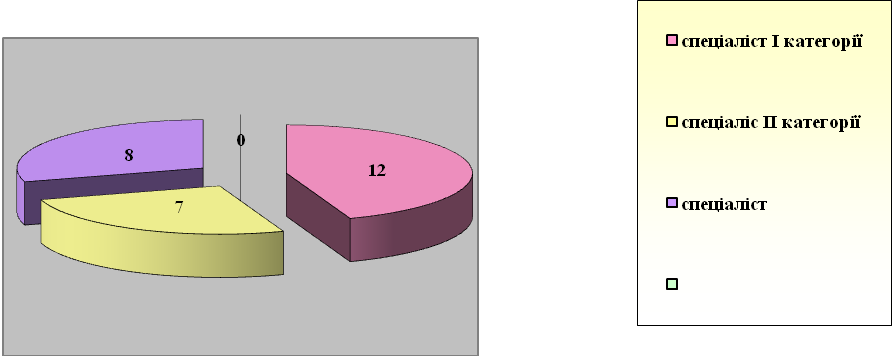 спеціаліст І категорії
спеціаліс ІІ категорії
спеціаліст
8
0
12
7